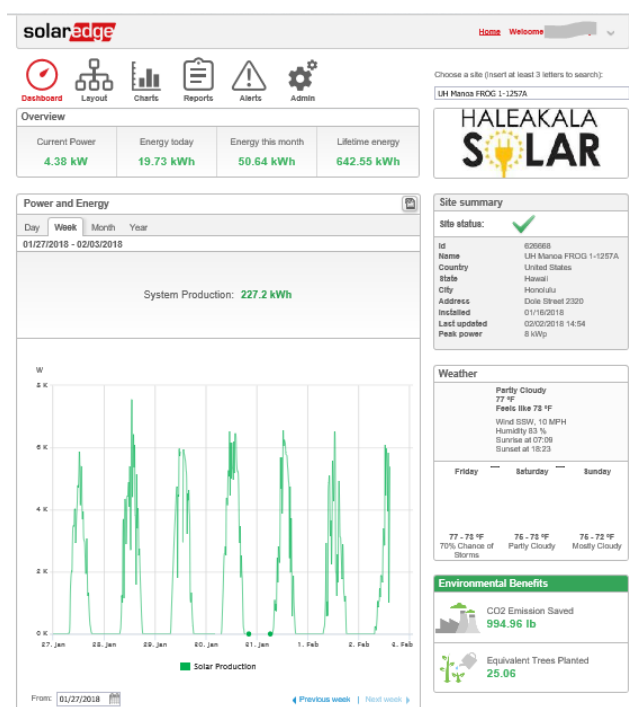 solaredge
Home Welcome
Dashboard Layout Charts Reports Alerts Admin
Choose a site (insert at least 3 letters to search):
UH Manoa FROG 1-1257A
Overview
Current Power Energy today Energy this month Lifetime energy
4.38 kW 19.73 kWh 50.64 kWh 642.55 kWh
HALEAKALA
SOLAR
Power and Energy
Day Week Month Year
01/27/2018 - 02/03/2018
System Production: 227.2 kWh
W
8 K
6 K
4 K
2 K
0 K
27. Jan 28. Jan 29. Jan 30. Jan 31. Jan 1. Feb 2. Feb 4. Feb
Solar Production
From: 01/27/2018 Previous week | Next week
Site summary
Site status:
Id 626668
Name UH Manoa FROG 1-1257A
Country United States
State Hawaii
City Honolulu
Address Dole Street 2320
Installed 01/16/2018
Last updated 02/02/2018 14:54
Peak power 8 kWp
Weather
Partly Cloudy
77 ºF
Feels like 78 ºF
Wind SSW, 10 MPH
Humidity 83 %
Sunrise at 07:09
Sunset at 18:23
Friday Saturday Sunday
77 - 72 ºF 76 - 72 ºF 76 - 72 ºF
70% Chance of Storms Partly Cloudy Mostly Cloudy
Environmental Benefits
CO2 Emission Saved
994.96 lb
Equivalent Trees Planted
25.06